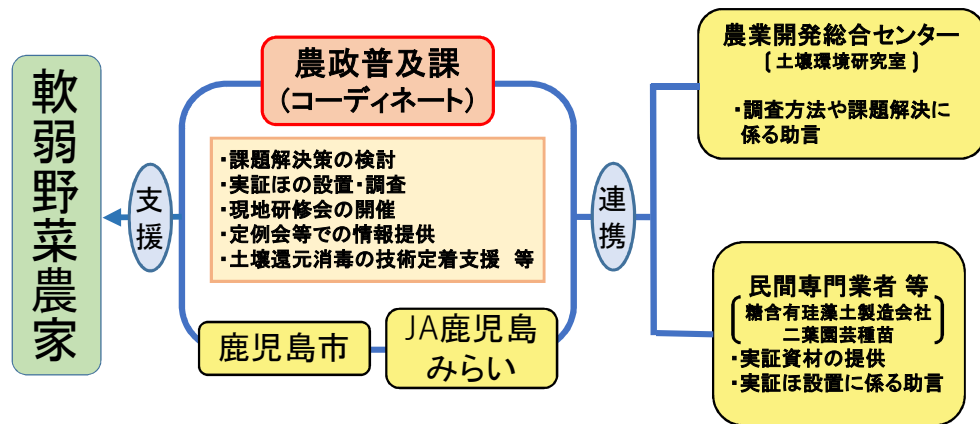 軟弱野菜農家
支援
農政普及課
（コーディネート）
・課題解決策の検討
・実証ほの設置・調査
・現地研修会の開催
・定例会等での情報提供
・土壌還元消毒の技術定着支援 等
鹿児島市
JA鹿児島
みらい
連携
農業開発総合センター
〔土壌環境研究室〕
・調査方法や課題解決に
係る助言
民間専門業者 等
糖含有珪藻土製造会社
二葉園芸種苗
・実証資材の提供
・実証ほ設置に係る助言